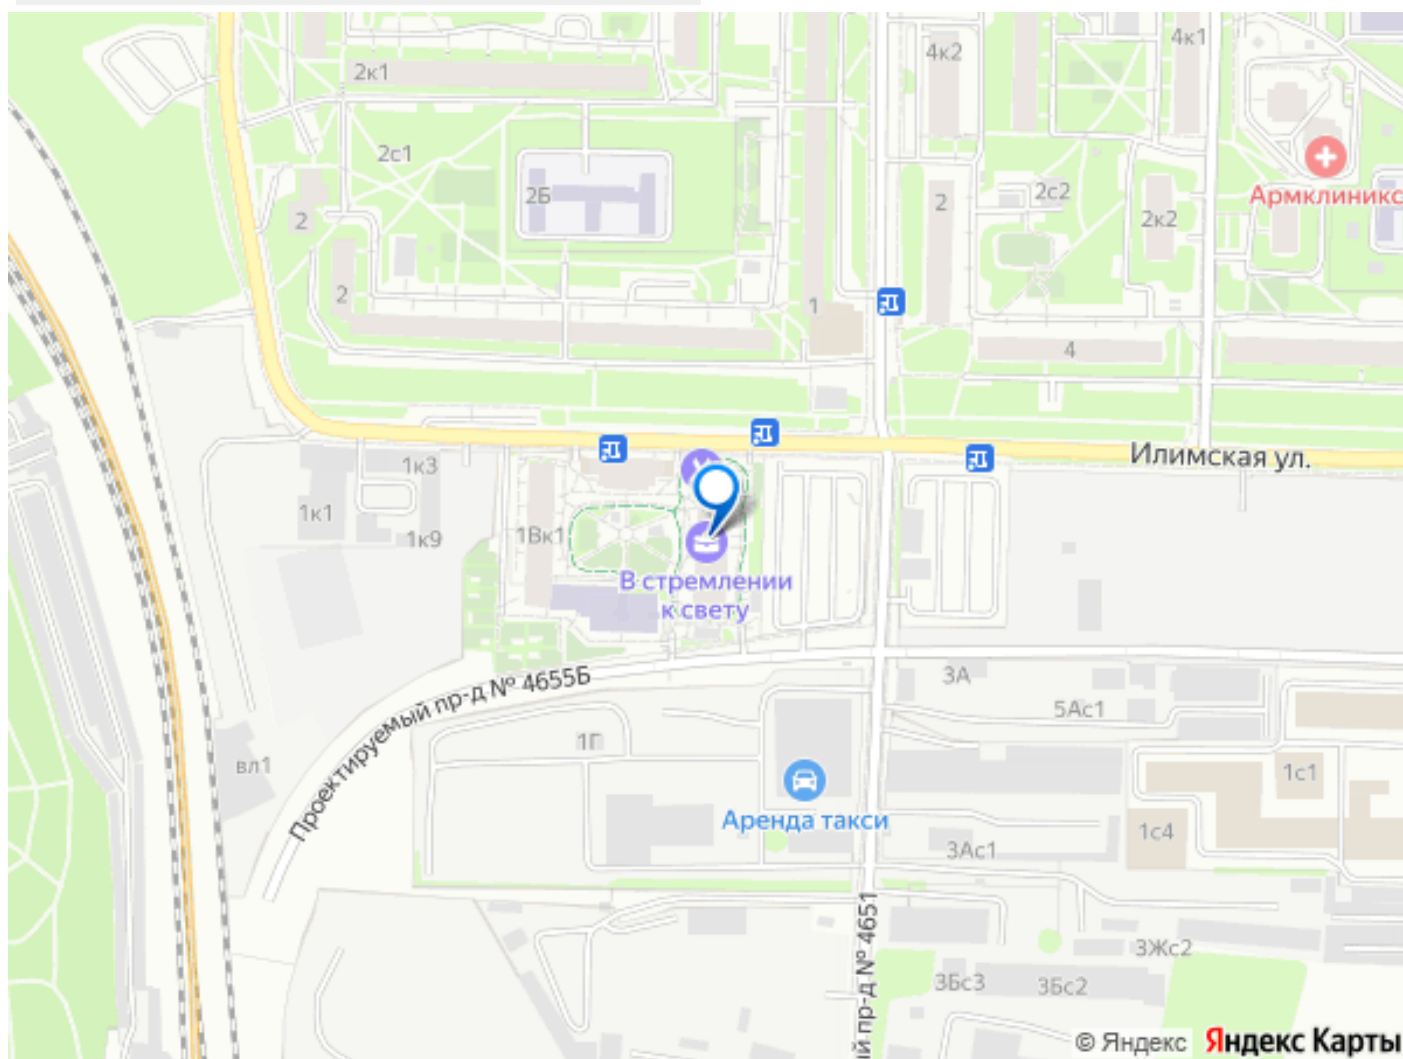 4к2
4к1
2к1
2с1
2Б
Армклиникс
2с2
2
2к2
2
2
1
4
Илимская ул.
1к3
1к1
1к9
1Вк1
В стремлении
к свету
Проектируемый пр-д № 4655Б
3А
5Ас1
1Г
вл1
1с1
Аренда такси
1с4
3Ас1
ый пр-д № 4651
3Жс2
3Бс3
3Бс2
© Яндекс Яндекс Карты